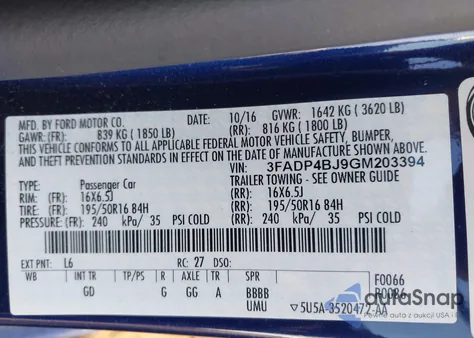 MFD. BY FORD MOTOR CO.
DATE: 10/16 GVWR: 1642 KG ( 3620 LB)
GAWR: (FR): 839 KG ( 1850 LB) (RR): 816 KG ( 1800 LB)
THIS VEHICLE CONFORMS TO ALL APPLICABLE SAFETY, BUMPER,
AND THEFT PREVENTION STANDARDS IN EFFECT ON THE
DATE OF MANUFACTURE SHOWN ABOVE.
VIN: 3FADP4BJ9GM203394
TYPE: Passenger Car TRAILER TOWING - SEE OWNER GUIDE
RIM: (FR): 16X6.5J (RR): 16X6.5J
TIRE: (FR): 195/50R16 84H (RR): 195/50R16 84H
PRESSURE: (FR): 240 kPa/ 35 PSI COLD (RR): 240 kPa/ 35 PSI COLD
EXT PNT: L6 RC: 27 DSO: F0066
WB INT TR TP/PS R AXLE TR SPR R0086
GD G GG A BBBB
UMU ▽5U5A-3520472-AA
autoSnap